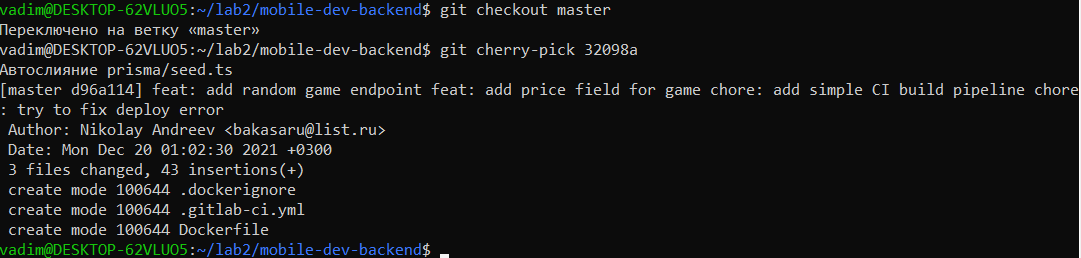 vadim@DESKTOP-62VLUO5:~/lab2/mobile-dev-backend$ git checkout master
Переключено на ветку «master»
vadim@DESKTOP-62VLUO5:~/lab2/mobile-dev-backend$ git cherry-pick 32098a
Автослияние prisma/seed.ts
[master d96a114] feat: add random game endpoint feat: add price field for game chore: add simple CI build pipeline chore
: try to fix deploy error
 Author: Nikolay Andreev <bakasaru@list.ru>
 Date: Mon Dec 20 01:02:30 2021 +0300
 3 files changed, 43 insertions(+)
 create mode 100644 .dockerignore
 create mode 100644 .gitlab-ci.yml
 create mode 100644 Dockerfile
vadim@DESKTOP-62VLUO5:~/lab2/mobile-dev-backend$